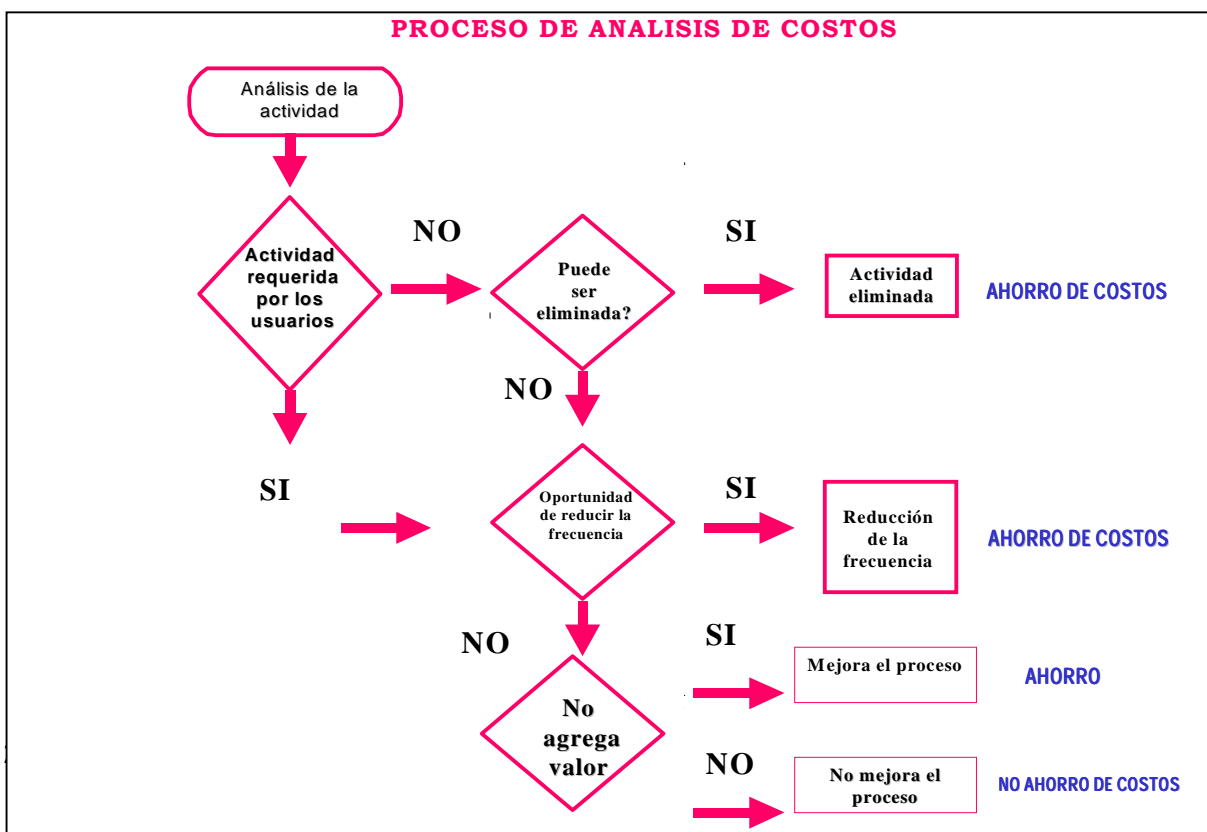 PROCESO DE ANALISIS DE COSTOS
Análisis de la
actividad
Actividad
requerida
por los
usuarios
NO
Puede
ser
eliminada?
SI
Actividad
eliminada
AHORRO DE COSTOS
NO
SI
Oportunidad
de reducir la
frecuencia
SI
Reducción
de la
frecuencia
AHORRO DE COSTOS
NO
No
agrega
valor
SI
Mejora el proceso
AHORRO
NO
No mejora el
proceso
NO AHORRO DE COSTOS